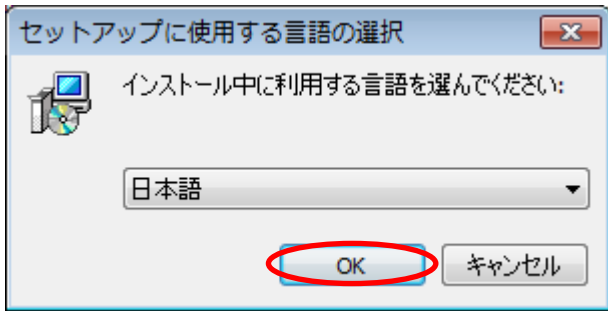 セットアップに使用する言語の選択
インストール中に利用する言語を選んでください:
日本語
OK キャンセル